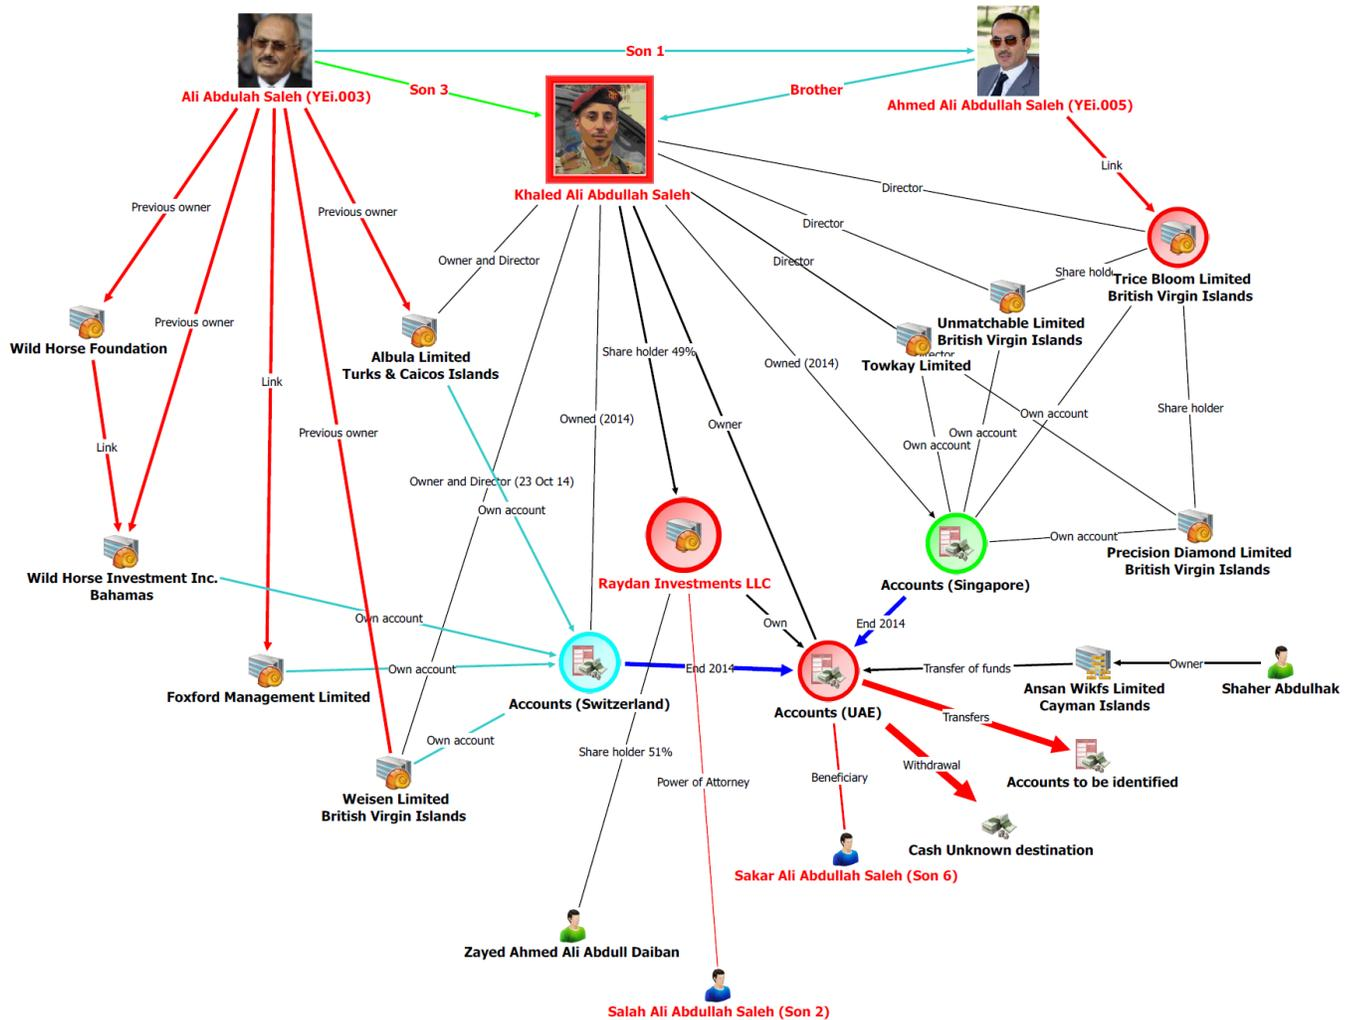 Son 1
Son 3
Brother
Ali Abdulah Saleh (YEi.003)
Ahmed Ali Abdullah Saleh (YEi.005)
Link
Khaled Ali Abdullah Saleh
Director
Previous owner
Previous owner
Director
Owner and Director
Director
Share hold
Trice Bloom Limited
British Virgin Islands
Previous owner
Unmatchable Limited
British Virgin Islands
Wild Horse Foundation
Albula Limited
Turks & Caicos Islands
Share holder 49%
Director
Towkay Limited
Owned (2014)
Link
Share holder
Own account
Owned (2014)
Owner
Previous owner
Own account
Own account
Link
Owner and Director (23 Oct 14)
Own account
Own account
Precision Diamond Limited
British Virgin Islands
Wild Horse Investment Inc.
Bahamas
Raydan Investments LLC
Accounts (Singapore)
Own account
Own
End 2014
Own account
End 2014
Transfer of funds
Owner
Foxford Management Limited
Accounts (Switzerland)
Accounts (UAE)
Ansan Wikfs Limited
Cayman Islands
Shaher Abdulhak
Transfers
Own account
Share holder 51%
Withdrawal
Power of Attorney
Beneficiary
Accounts to be identified
Weisen Limited
British Virgin Islands
Cash Unknown destination
Sakar Ali Abdullah Saleh (Son 6)
Zayed Ahmed Ali Abdull Daiban
Salah Ali Abdullah Saleh (Son 2)